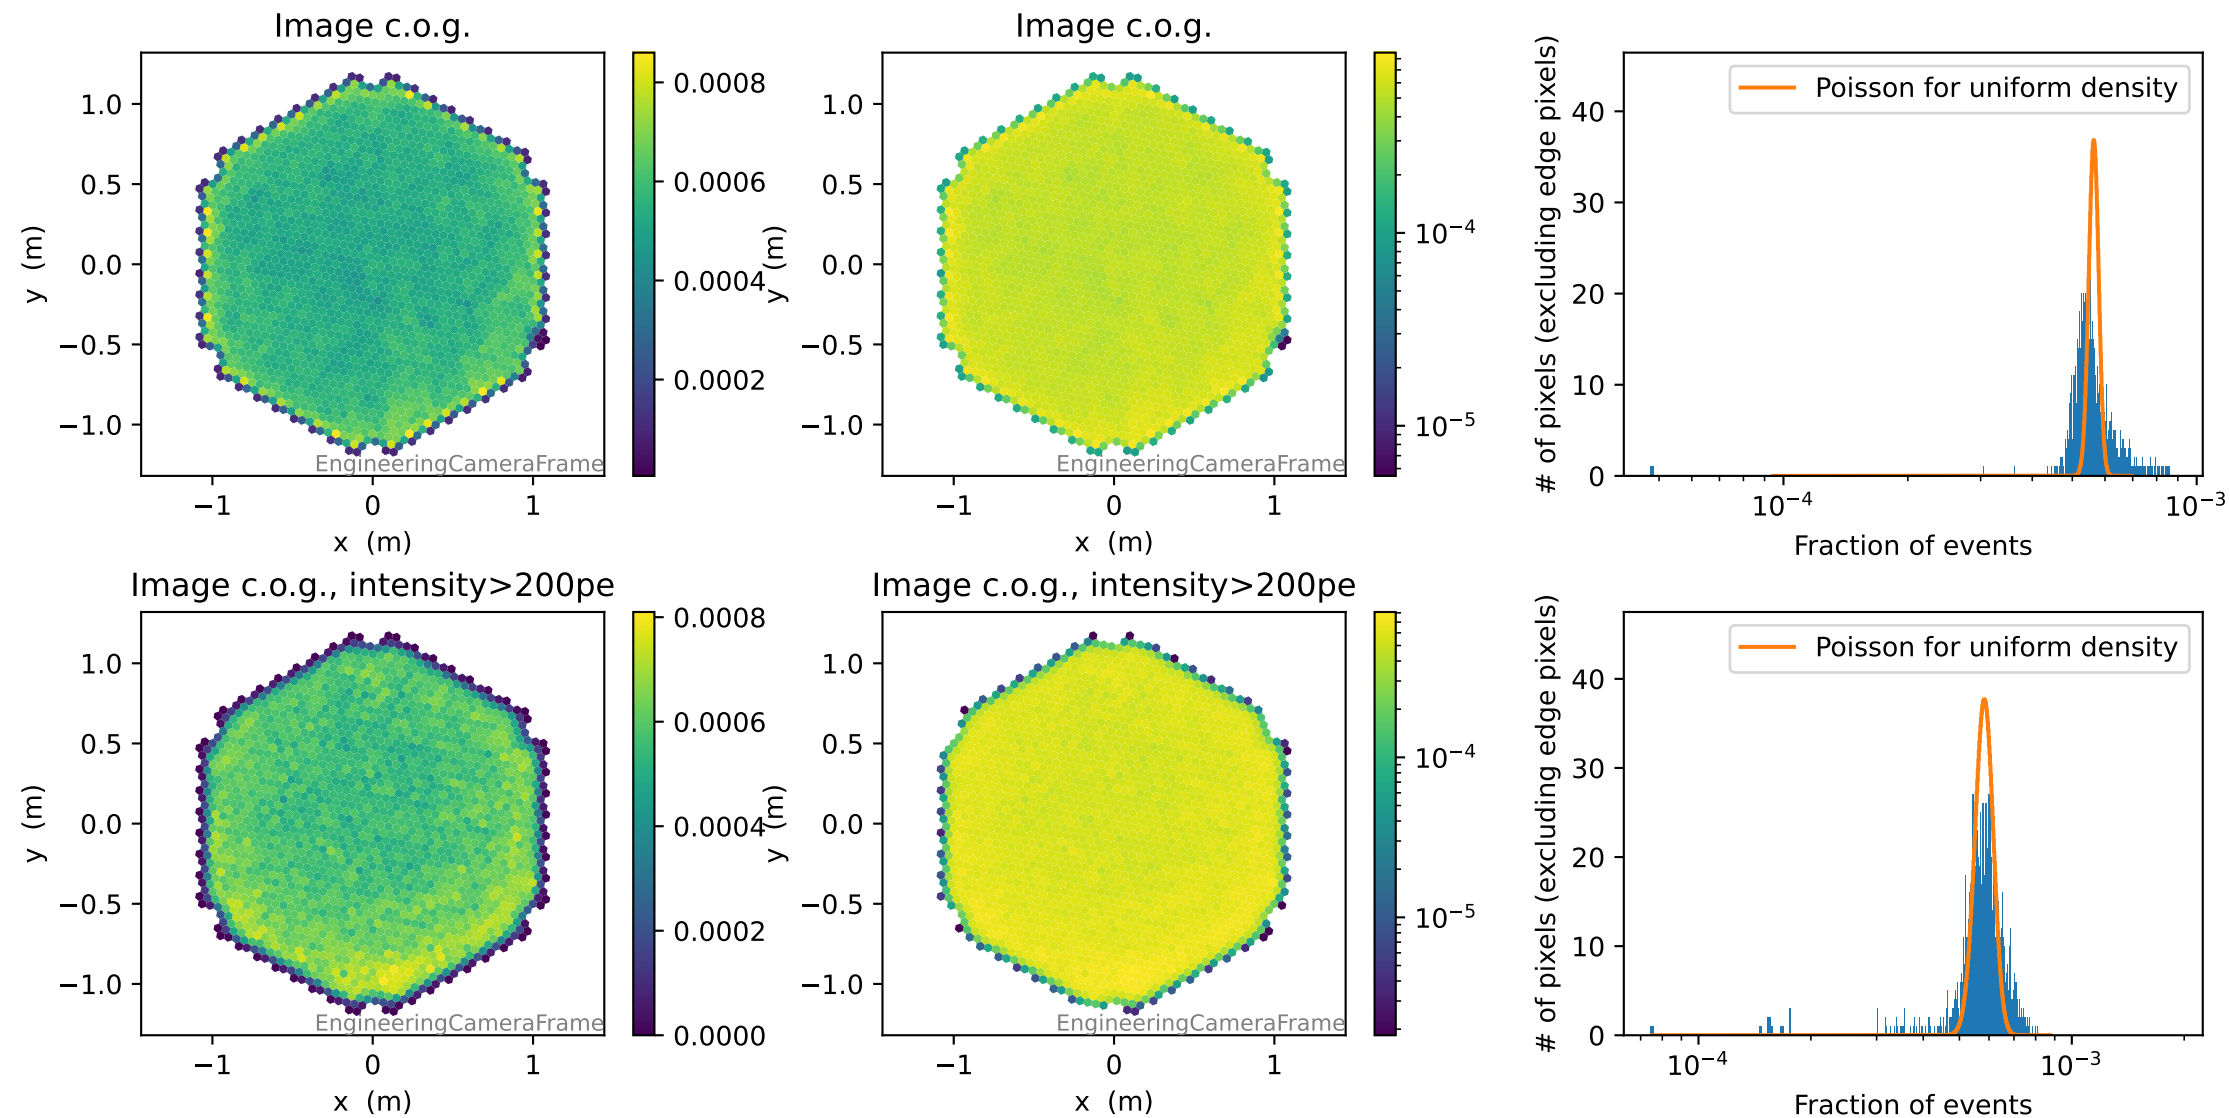 Image c.o.g.
1.0
0.5
0.0
−0.5
−1.0
y (m)
−1
0
1
x (m)
EngineeringCameraFrame
0.0008
0.0006
0.0004
0.0002
Image c.o.g.
1.0
0.5
0.0
−0.5
−1.0
y (m)
−1
0
1
x (m)
EngineeringCameraFrame
10⁻⁴
10⁻⁵
# of pixels (excluding edge pixels)
40
30
20
10
0
Poisson for uniform density
10⁻⁴
10⁻³
Fraction of events
Image c.o.g., intensity>200pe
1.0
0.5
0.0
−0.5
−1.0
y (m)
−1
0
1
x (m)
EngineeringCameraFrame
0.0008
0.0006
0.0004
0.0002
0.0000
Image c.o.g., intensity>200pe
1.0
0.5
0.0
−0.5
−1.0
y (m)
−1
0
1
x (m)
EngineeringCameraFrame
10⁻⁴
10⁻⁵
# of pixels (excluding edge pixels)
40
30
20
10
0
Poisson for uniform density
10⁻⁴
10⁻³
Fraction of events